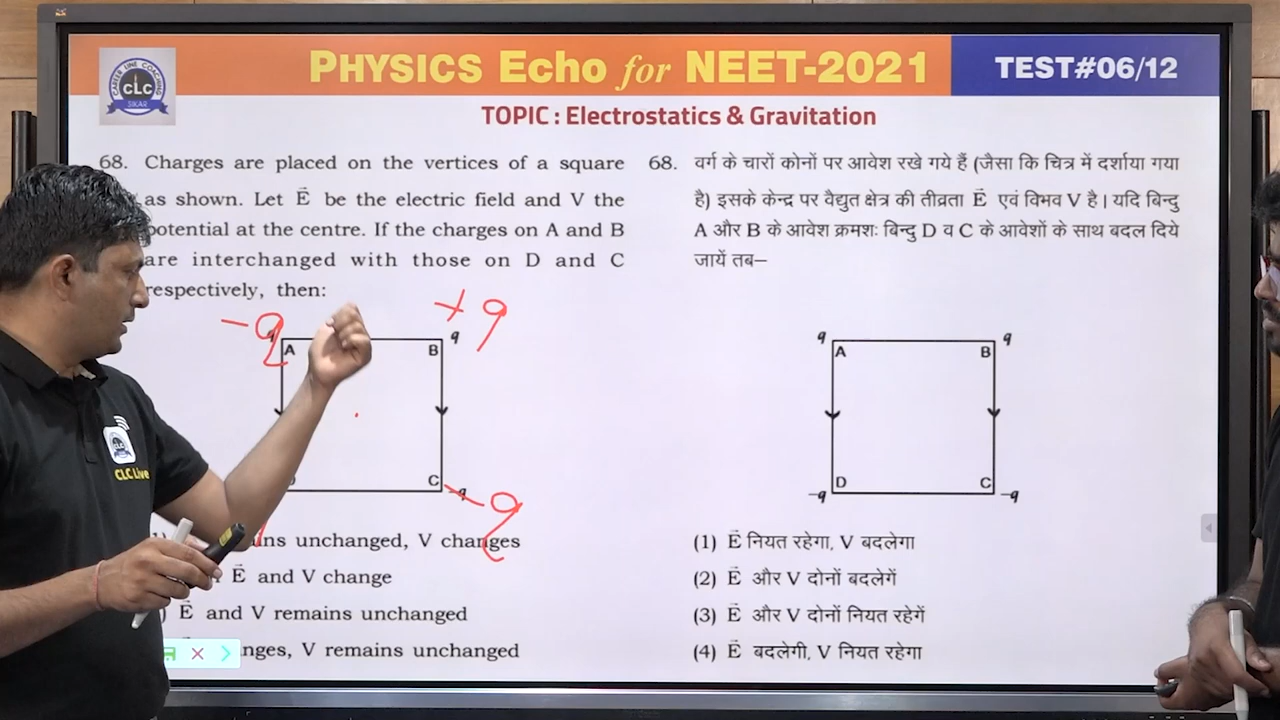 PHYSICS Echo for NEET-2021
TEST#06/12
CAREER LINE COACHING
CLC
SIKAR
TOPIC : Electrostatics & Gravitation
68. Charges are placed on the vertices of a square
as shown. Let E⃗ be the electric field and V the
potential at the centre. If the charges on A and B
are interchanged with those on D and C
respectively, then:
-q
+q
q
A
B
C
-q
-q
unchanged, V changes
E⃗ and V change
E⃗ and V remains unchanged
V remains unchanged
68. वर्ग के चारों कोनों पर आवेश रखे गये हैं (जैसा कि चित्र में दर्शाया गया
है) इसके केन्द्र पर वैद्युत क्षेत्र की तीव्रता E⃗ एवं विभव V है। यदि बिन्दु
A और B के आवेश क्रमशः बिन्दु D व C के आवेशों के साथ बदल दिये
जायें तब–
q
q
A
B
D
C
-q
-q
(1) E⃗ नियत रहेगा, V बदलेगा
(2) E⃗ और V दोनों बदलेगें
(3) E⃗ और V दोनों नियत रहेगें
(4) E⃗ बदलेगी, V नियत रहेगा
CLC Live